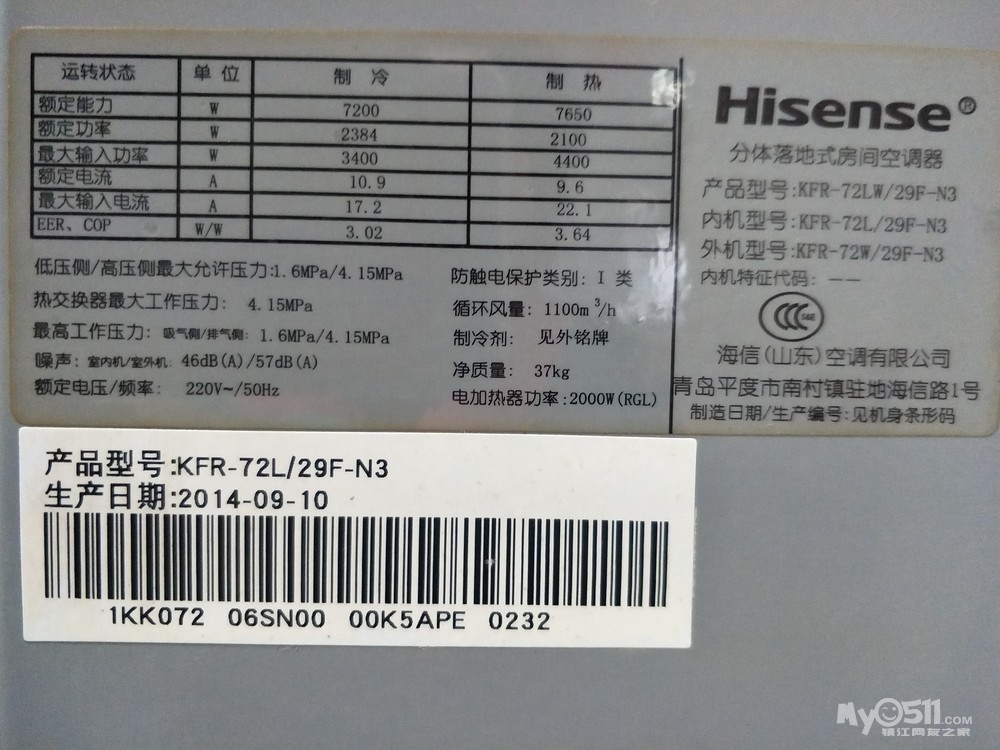 运转状态 单位 制冷 制热
额定能力 W 7200 7650
额定功率 W 2384 2100
最大输入功率 W 3400 4400
额定电流 A 10.9 9.6
最大输入电流 A 17.2 22.1
EER、COP W/W 3.02 3.64
低压侧/高压侧最大允许压力:1.6MPa/4.15MPa
热交换器最大工作压力: 4.15MPa
最高工作压力: 吸气侧/排气侧: 1.6MPa/4.15MPa
噪声: 室内机/室外机: 46dB(A)/57dB(A)
额定电压/频率: 220V~/50Hz
防触电保护类别: I 类
循环风量: 1100m³/h
制冷剂: 见外铭牌
净质量: 37kg
电加热器功率:2000W(RGL)
Hisense®
分体落地式房间空调器
产品型号:KFR-72LW/29F-N3
内机型号:KFR-72L/29F-N3
外机型号:KFR-72W/29F-N3
内机特征代码: --
CCC S&E
海信(山东)空调有限公司
青岛平度市南村镇驻地海信路1号
制造日期/生产编号:见机身条形码
产品型号:KFR-72L/29F-N3
生产日期:2014-09-10
1KK072 06SN00 00K5APE 0232
My0511.COM
镇江网友之家